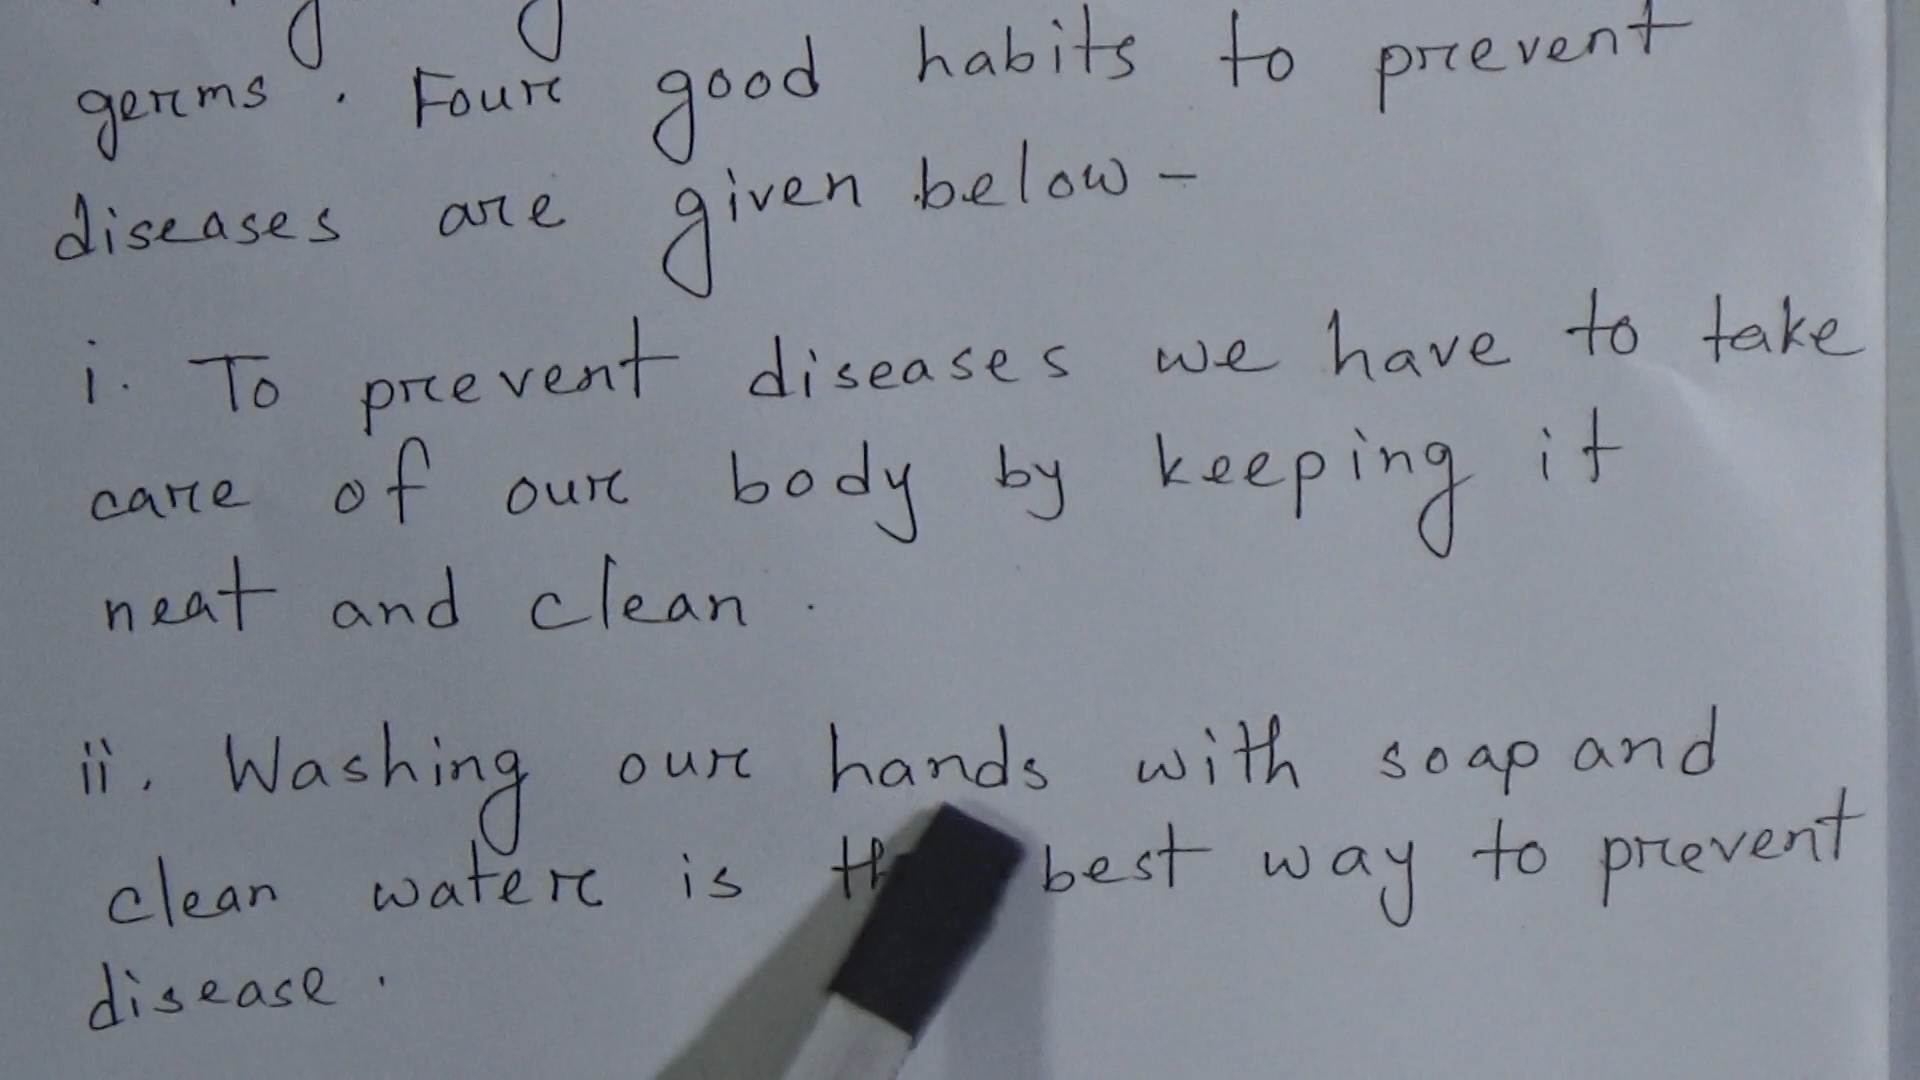 germs. Four good habits to prevent
diseases are given below-
i. To prevent diseases we have to take
care of our body by keeping it
neat and clean.
ii. Washing our hands with soap and
clean water is best way to prevent
disease.